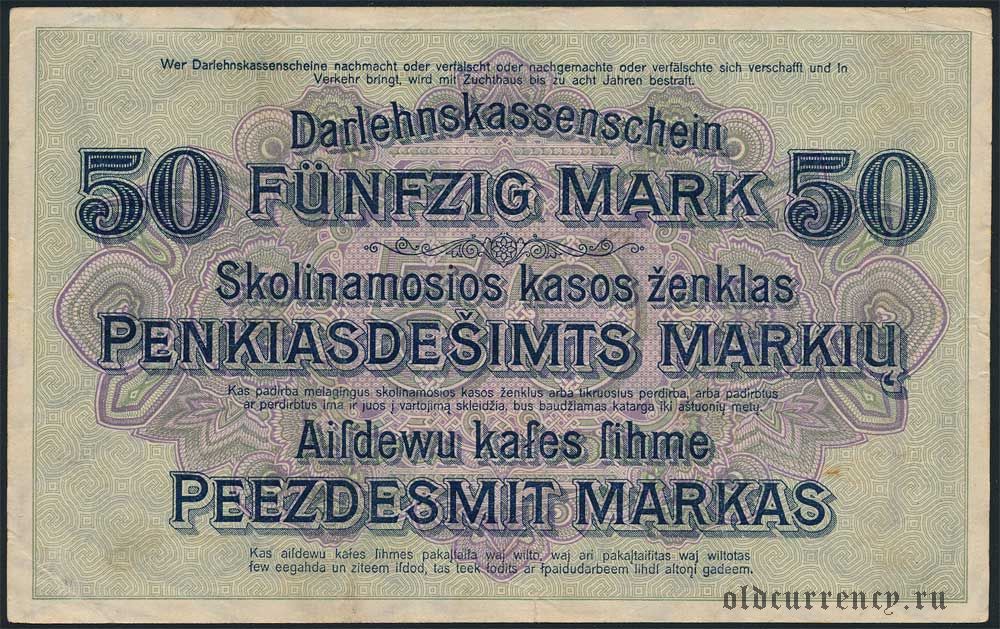 Wer Darlehnskassenscheine nachmacht oder verfälscht oder nachgemachte oder verfälschte sich verschafft und in
Verkehr bringt, wird mit Zuchthaus bis zu acht Jahren bestraft.
Darlehnskassenschein
50 FÜNFZIG MARK 50
Skolinamosios kasos ženklas
PENKIASDEŠIMTS MARKIŲ
Kas padirba melagingus skolinamosios kasos ženklus arba tikruosius perdirba, arba padirbtus
ar perdirbtus ima ir juos į vartojimą skleidžia, bus baudžiamas katarga iki aštuonių metų.
Aiſdewu kaſes ſihme
PEEZDESMIT MARKAS
Kas aiſdewu kaſes ſihmes pakaļtaiſa waj wilto, waj ari pakaļtaiſitas waj wiltotas
ſew eegahda un ziteem iſdod, tas teek ſodits ar ſpaidudarbeem lihdſ aſtoņi gadeem.
oldcurrency.ru